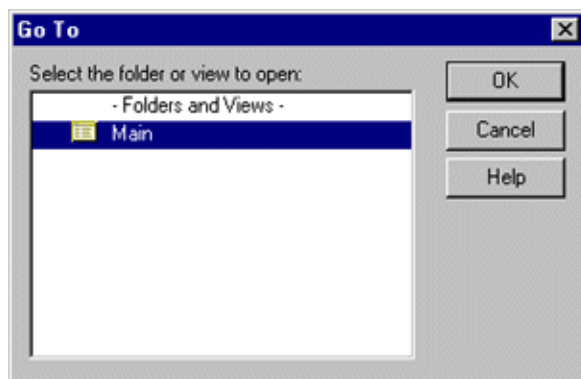 Go To
Select the folder or view to open:
- Folders and Views -
Main
OK
Cancel
Help